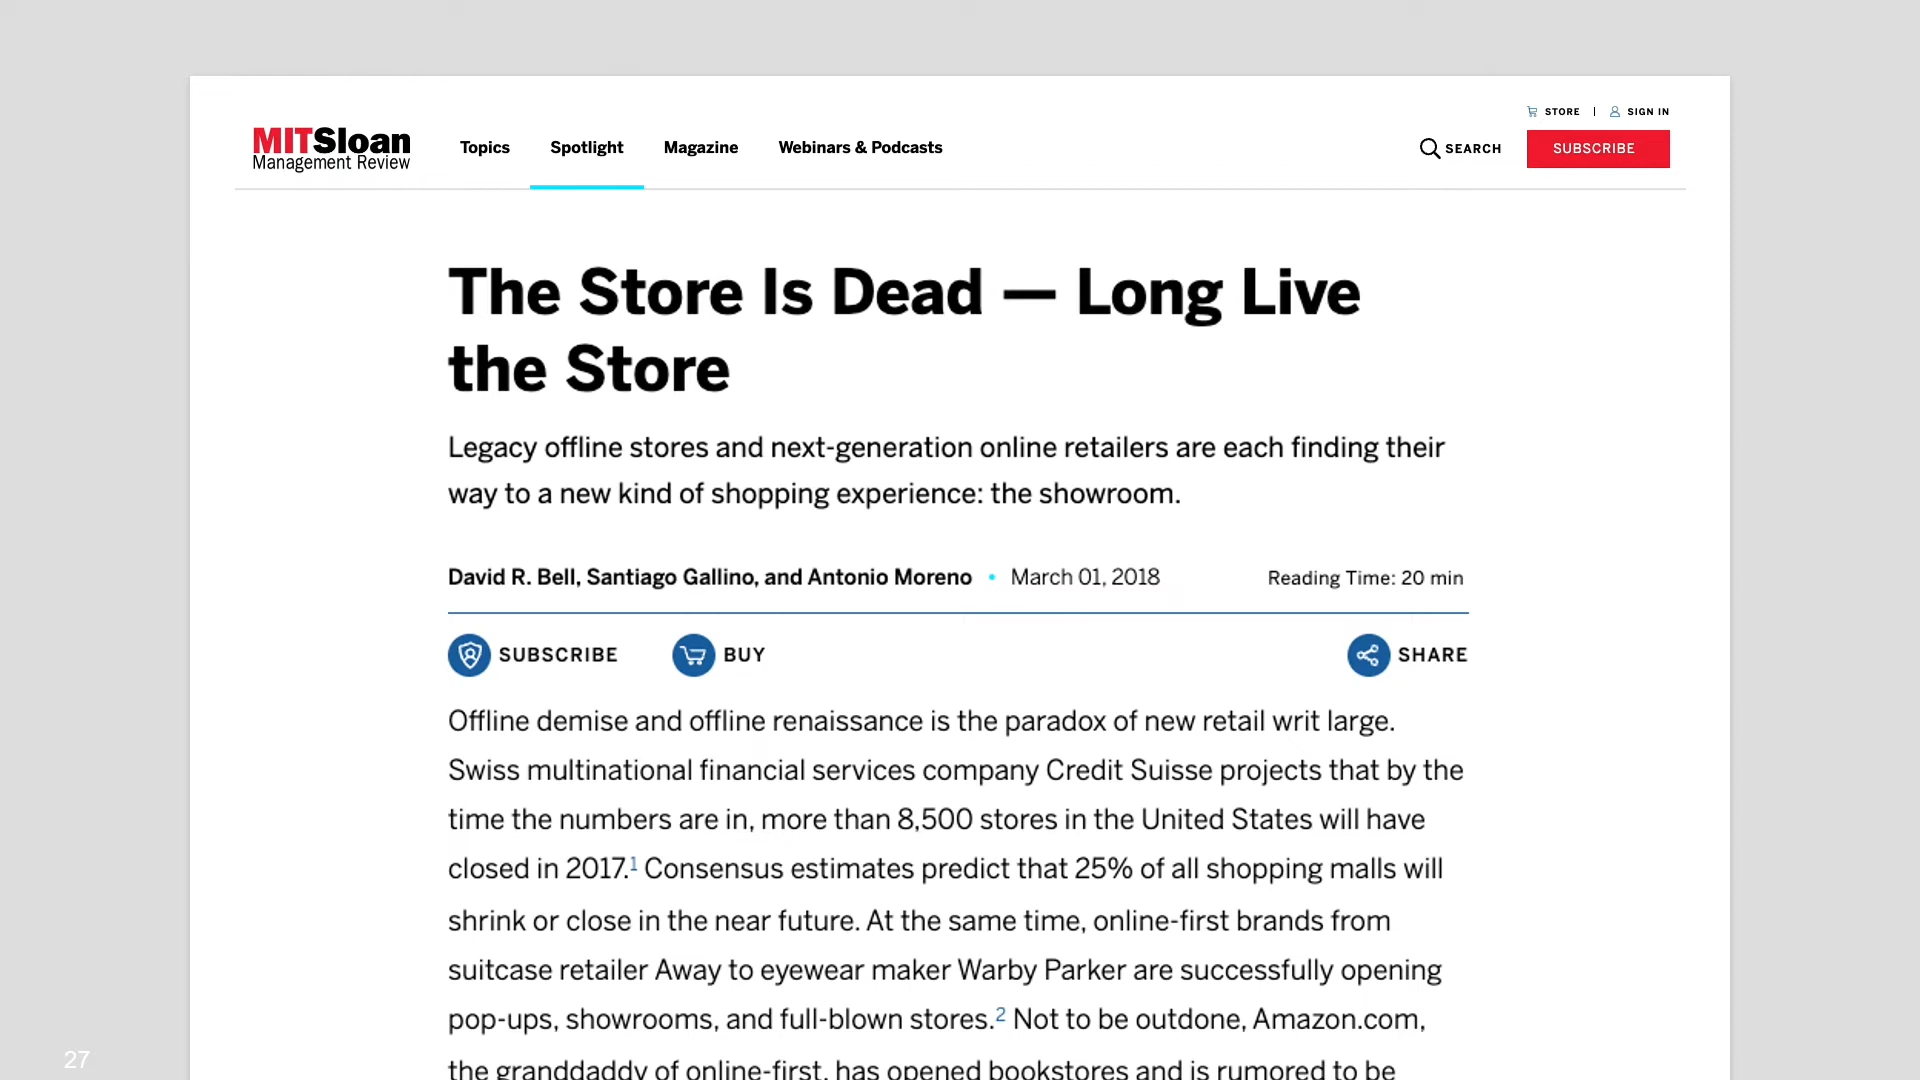 STORE | SIGN IN
MITSloan
Management Review
Topics Spotlight Magazine Webinars & Podcasts
SEARCH
SUBSCRIBE
The Store Is Dead — Long Live
the Store
Legacy offline stores and next-generation online retailers are each finding their
way to a new kind of shopping experience: the showroom.
David R. Bell, Santiago Gallino, and Antonio Moreno • March 01, 2018 Reading Time: 20 min
SUBSCRIBE BUY SHARE
Offline demise and offline renaissance is the paradox of new retail writ large.
Swiss multinational financial services company Credit Suisse projects that by the
time the numbers are in, more than 8,500 stores in the United States will have
closed in 2017.1 Consensus estimates predict that 25% of all shopping malls will
shrink or close in the near future. At the same time, online-first brands from
suitcase retailer Away to eyewear maker Warby Parker are successfully opening
pop-ups, showrooms, and full-blown stores.2 Not to be outdone, Amazon.com,
the granddaddy of online-first, has opened bookstores and is rumored to be
27